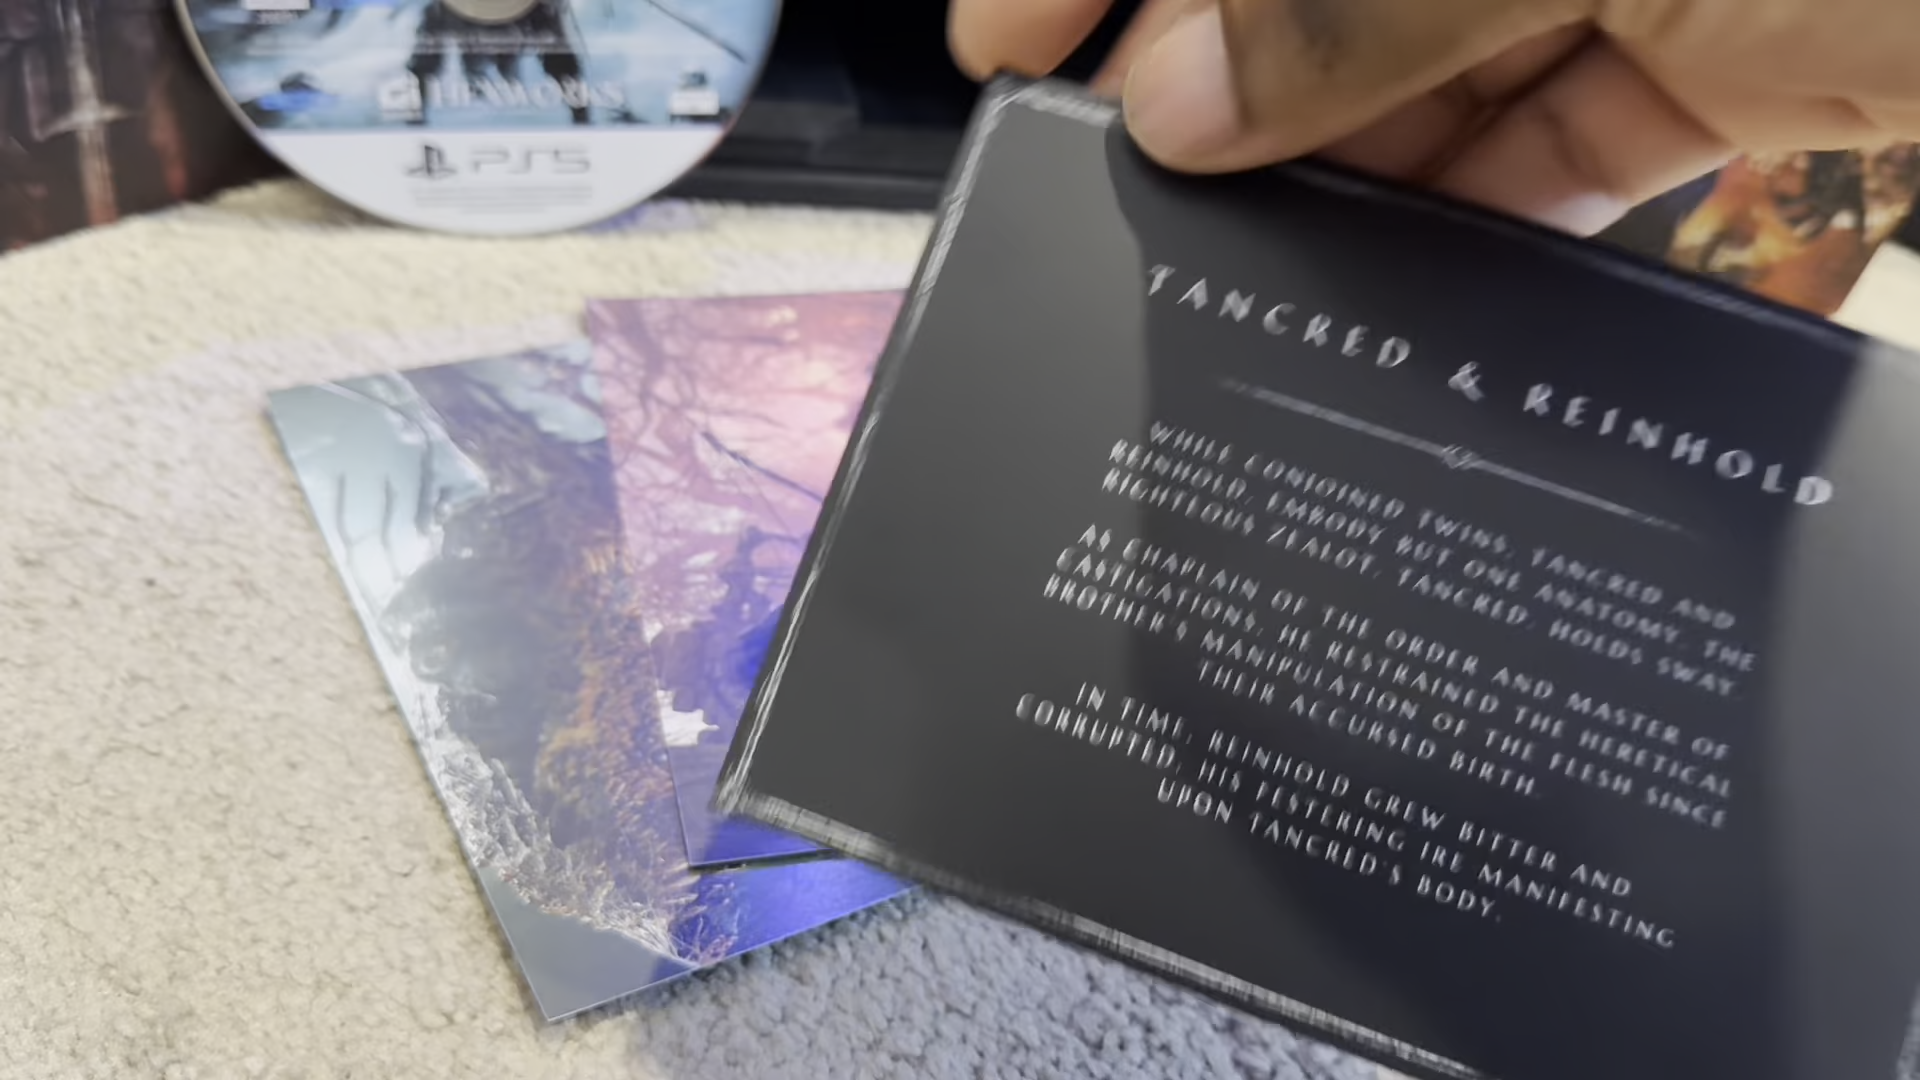 HEXWORKS
PS5
TANCRED & REINHOLD
WHILE CONJOINED TWINS, TANCRED AND
REINHOLD, EMBODY BUT ONE ANATOMY. THE
RIGHTEOUS ZEALOT, TANCRED, HOLDS SWAY.
AS CHAPLAIN OF THE ORDER AND MASTER OF
CASTIGATIONS, HE RESTRAINED THE HERETICAL
BROTHER'S MANIPULATION OF THE FLESH SINCE
THEIR ACCURSED BIRTH.
IN TIME, REINHOLD GREW BITTER AND
CORRUPTED, HIS FESTERING IRE MANIFESTING
UPON TANCRED'S BODY.